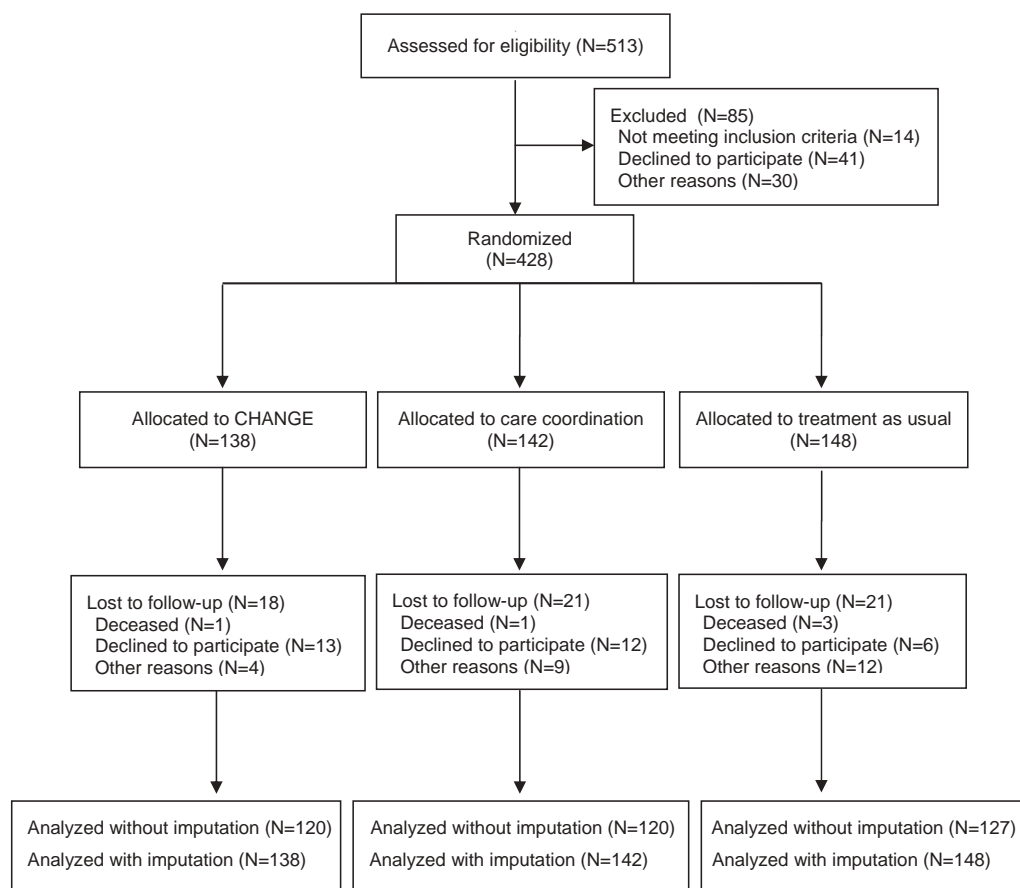 Assessed for eligibility (N=513)
Excluded (N=85)
Not meeting inclusion criteria (N=14)
Declined to participate (N=41)
Other reasons (N=30)
Randomized
(N=428)
Allocated to CHANGE
(N=138)
Allocated to care coordination
(N=142)
Allocated to treatment as usual
(N=148)
Lost to follow-up (N=18)
Deceased (N=1)
Declined to participate (N=13)
Other reasons (N=4)
Lost to follow-up (N=21)
Deceased (N=1)
Declined to participate (N=12)
Other reasons (N=9)
Lost to follow-up (N=21)
Deceased (N=3)
Declined to participate (N=6)
Other reasons (N=12)
Analyzed without imputation (N=120)
Analyzed with imputation (N=138)
Analyzed without imputation (N=120)
Analyzed with imputation (N=142)
Analyzed without imputation (N=127)
Analyzed with imputation (N=148)